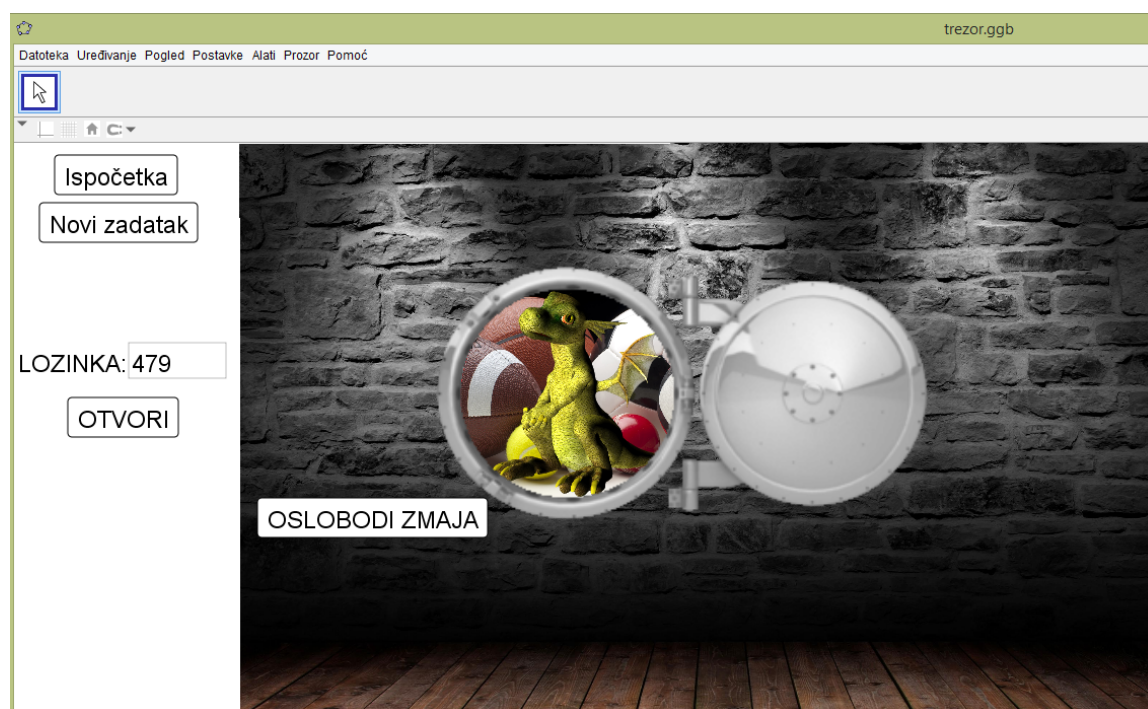 trezor.ggb
Datoteka Uređivanje Pogled Postavke Alati Prozor Pomoć
Ispočetka
Novi zadatak
LOZINKA: 479
OTVORI
OSLOBODI ZMAJA